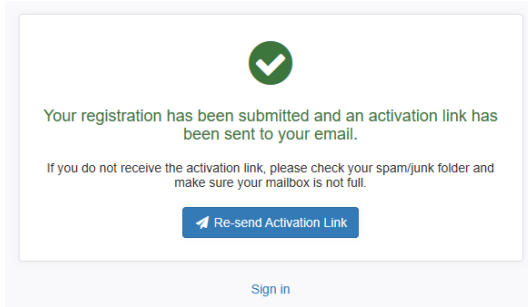 Your registration has been submitted and an activation link has
been sent to your email.
If you do not receive the activation link, please check your spam/junk folder and
make sure your mailbox is not full.
Re-send Activation Link
Sign in